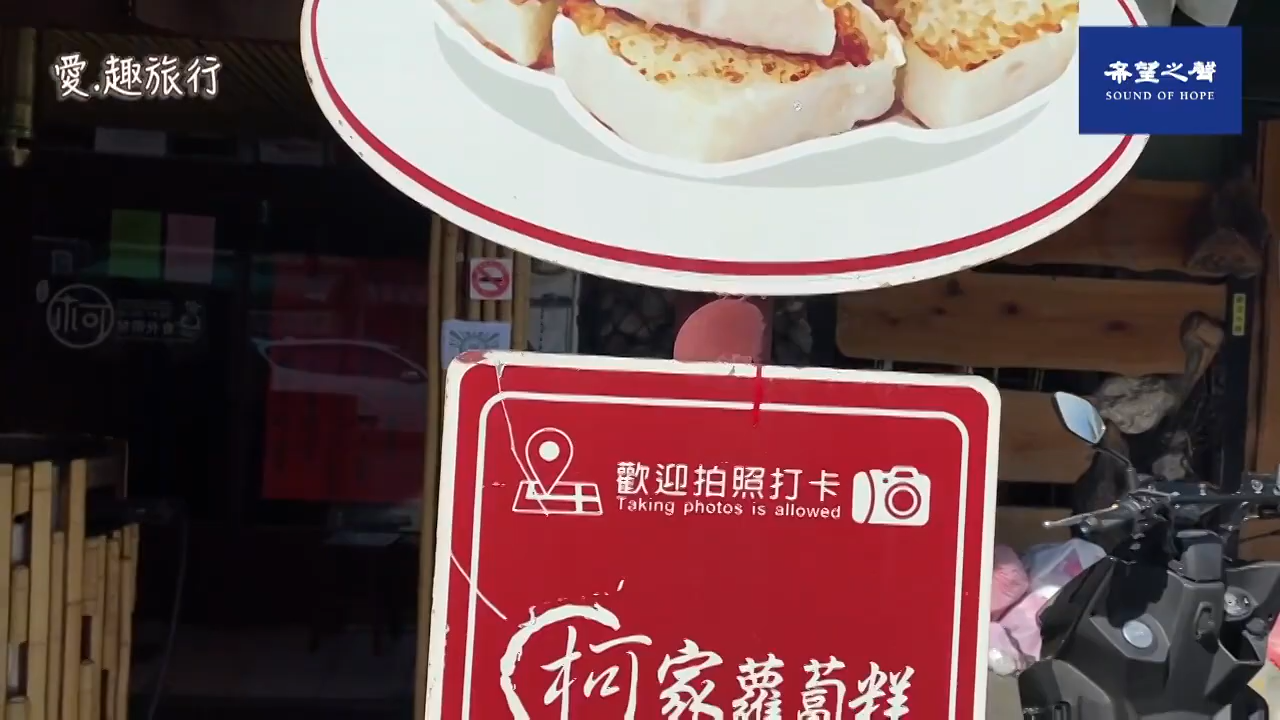 愛.趣旅行
希望之聲
SOUND OF HOPE
柯
歡迎拍照打卡
Taking photos is allowed
柯家蘿蔔糕